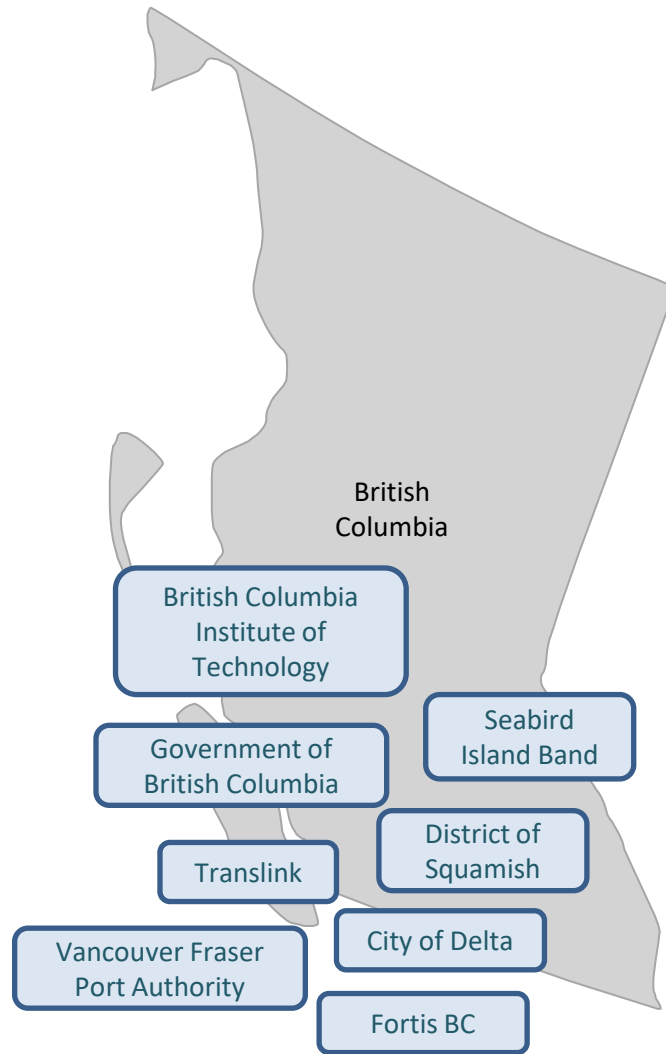 British
Columbia
British Columbia
Institute of
Technology
Seabird
Island Band
Government of
British Columbia
District of
Squamish
Translink
City of Delta
Vancouver Fraser
Port Authority
Fortis BC